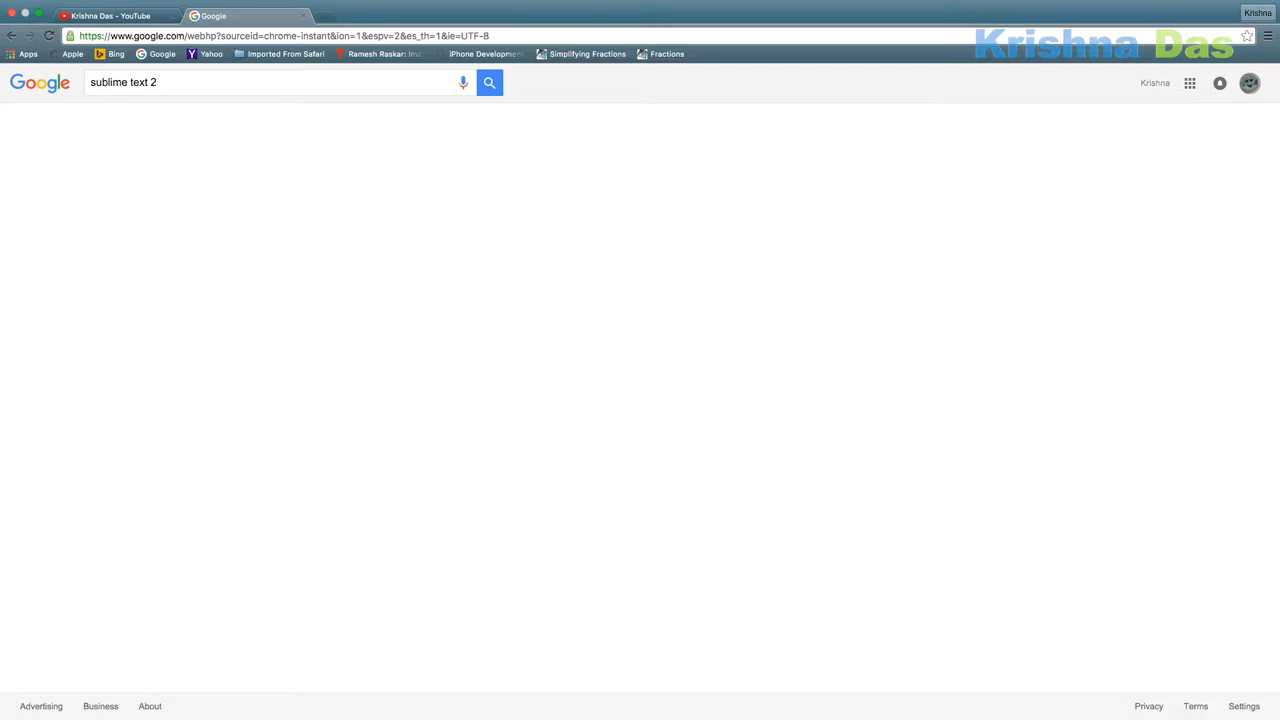 Krishna Das - YouTube
Google
Krishna
https://www.google.com/webhp?sourceid=chrome-instant&ion=1&espv=2&es_th=1&ie=UTF-8
Krishna Das
Apps Apple Bing Google Yahoo Imported From Safari Ramesh Raskar: Ima iPhone Development Simplifying Fractions Fractions
Google sublime text 2 Krishna
Advertising Business About Privacy Terms Settings